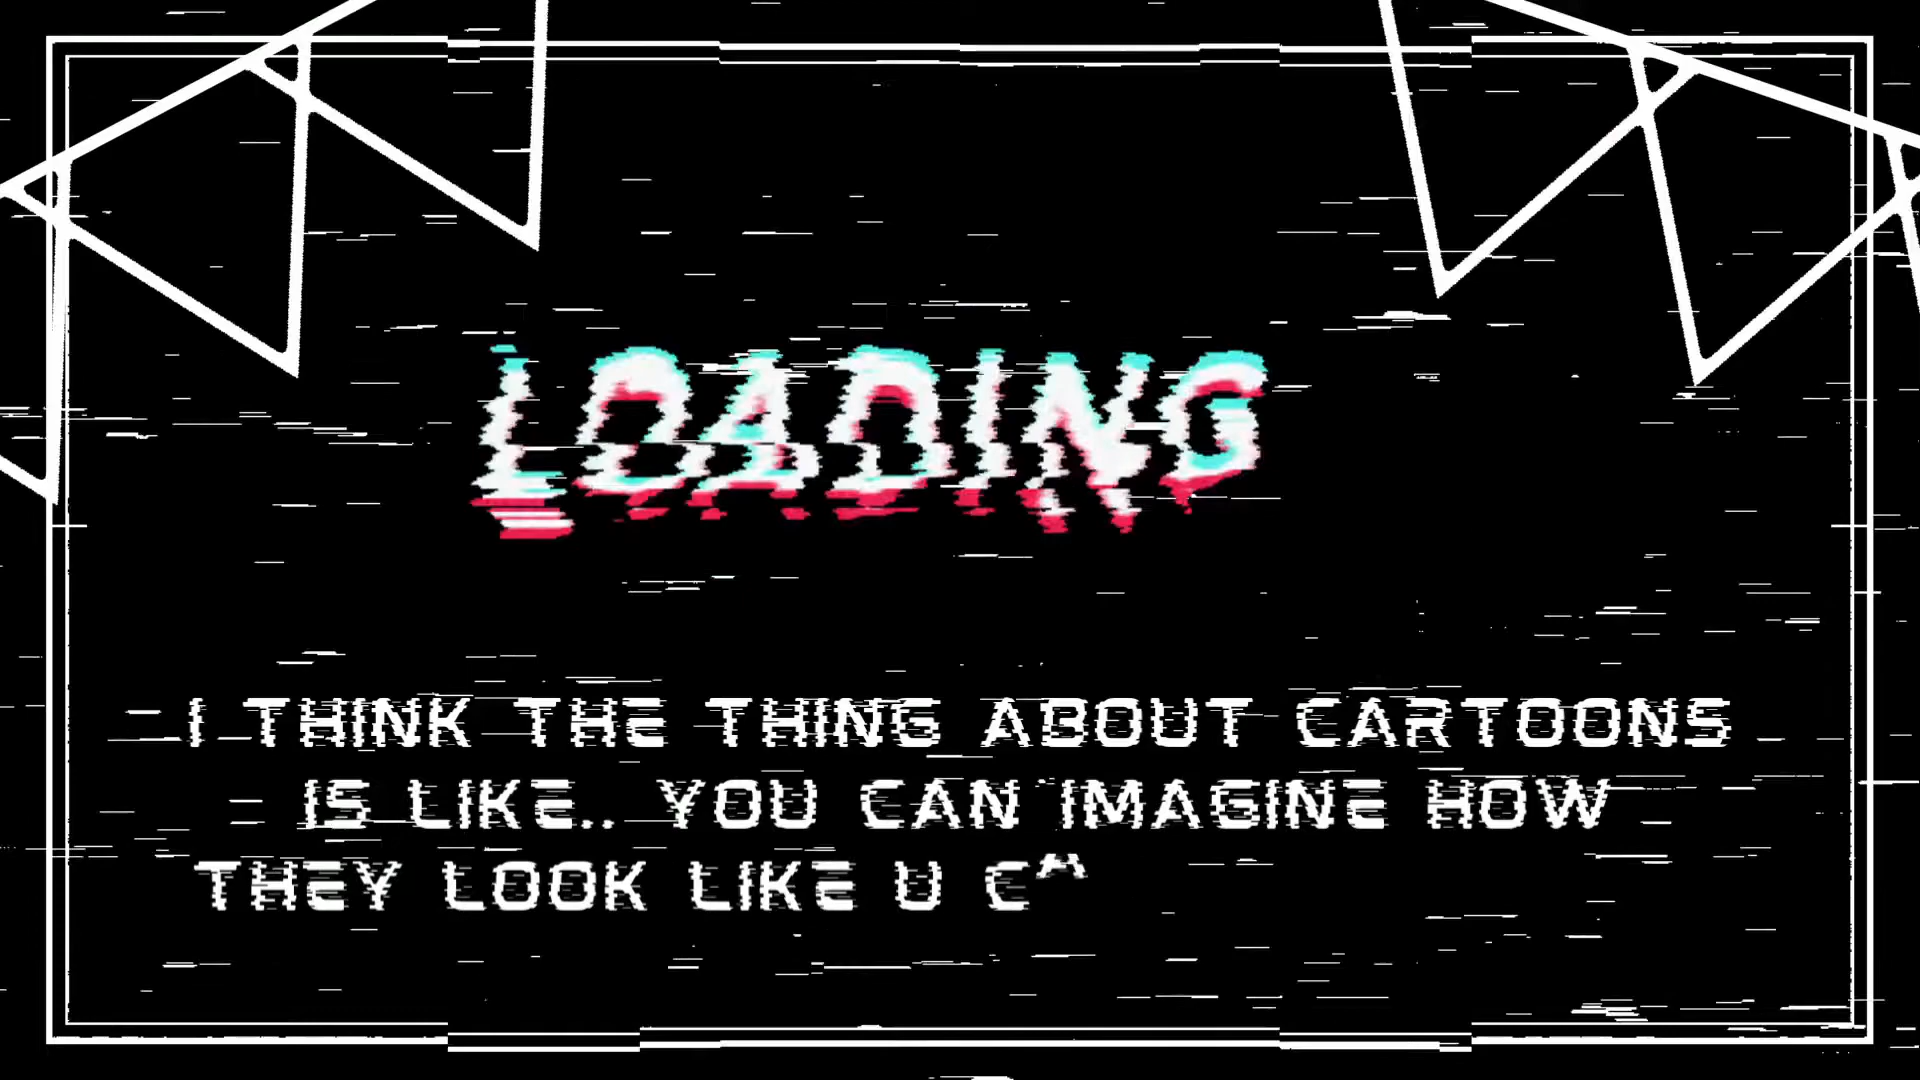 LOADING
I THINK THE THING ABOUT CARTOONS
IS LIKE.. YOU CAN IMAGINE HOW
THEY LOOK LIKE U C